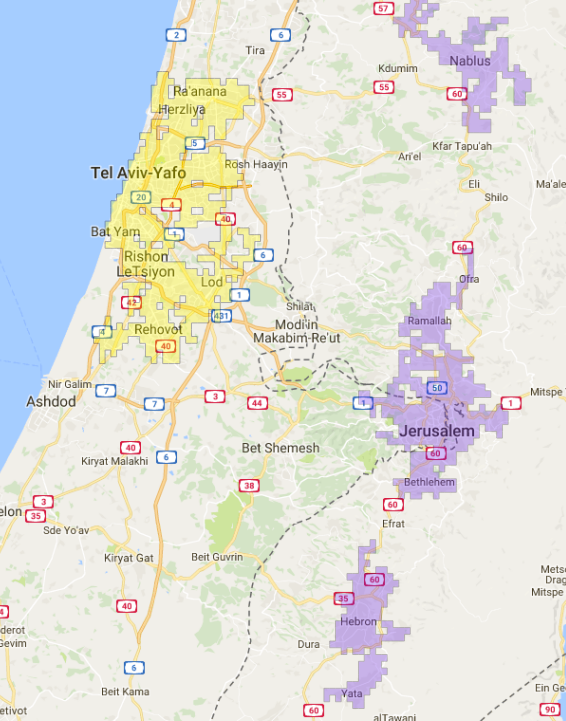 57
2
6
Tira
Nablus
Kdumim
Ra'anana
55
55
60
Herzliya
5
Kfar Tapu'ah
Ari'el
Rosh Haayin
Tel Aviv-Yafo
Eli
Ma'ale
20
Shilo
4
40
Bat Yam
1
60
Rishon
LeTsiyon
6
Lod
Ofra
1
42
Shilat
431
Ramallah
4
Rehovot
Modi'in
Makabim-Re'ut
40
Nir Galim
7
50
Mitspe
Ashdod
7
3
44
1
1
Jerusalem
40
Bet Shemesh
60
Kiryat Malakhi
6
38
Bethlehem
3
60
elon
35
Efrat
Sde Yo'av
Kiryat Gat
Beit Guvrin
Mets
Drag
60
Mitspe
35
40
4
Hebron
derot
Gevim
Dura
6
Beit Kama
Yata
Ein Ge
etivot
60
90
alTawani